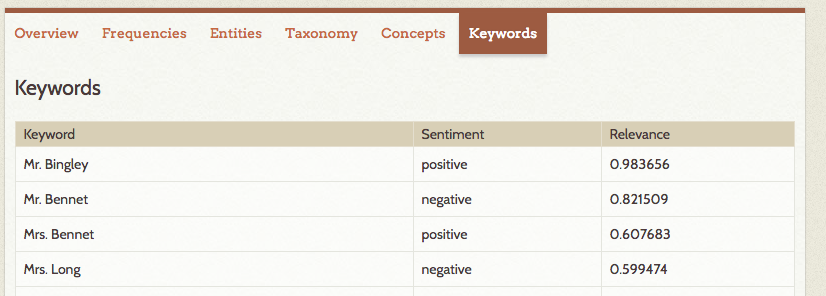 Overview Frequencies Entities Taxonomy Concepts Keywords
Keywords
Keyword Sentiment Relevance
Mr. Bingley positive 0.983656
Mr. Bennet negative 0.821509
Mrs. Bennet positive 0.607683
Mrs. Long negative 0.599474